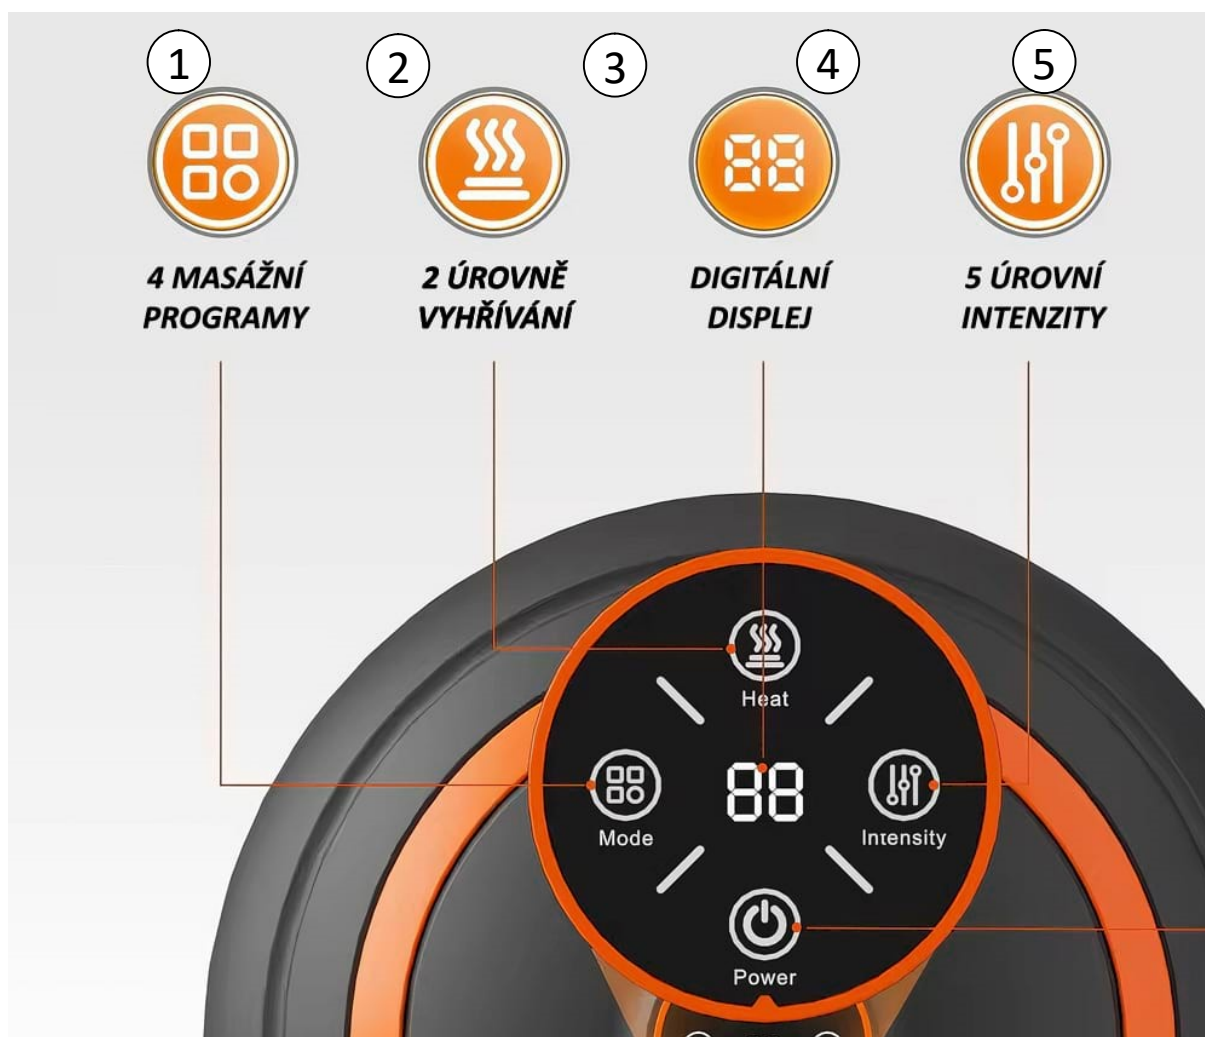 1 2 3 4 5
88
4 MASÁŽNÍ PROGRAMY
2 ÚROVNĚ VYHŘÍVÁNÍ
DIGITÁLNÍ DISPLEJ
5 ÚROVNÍ INTENZITY
Heat
Mode
88
Intensity
Power